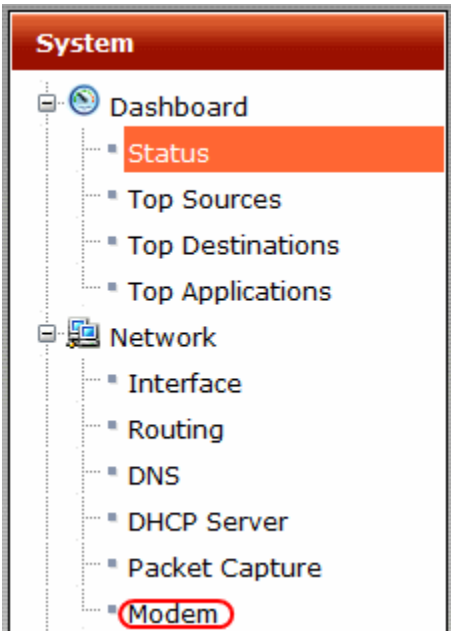 System
Dashboard
Status
Top Sources
Top Destinations
Top Applications
Network
Interface
Routing
DNS
DHCP Server
Packet Capture
Modem